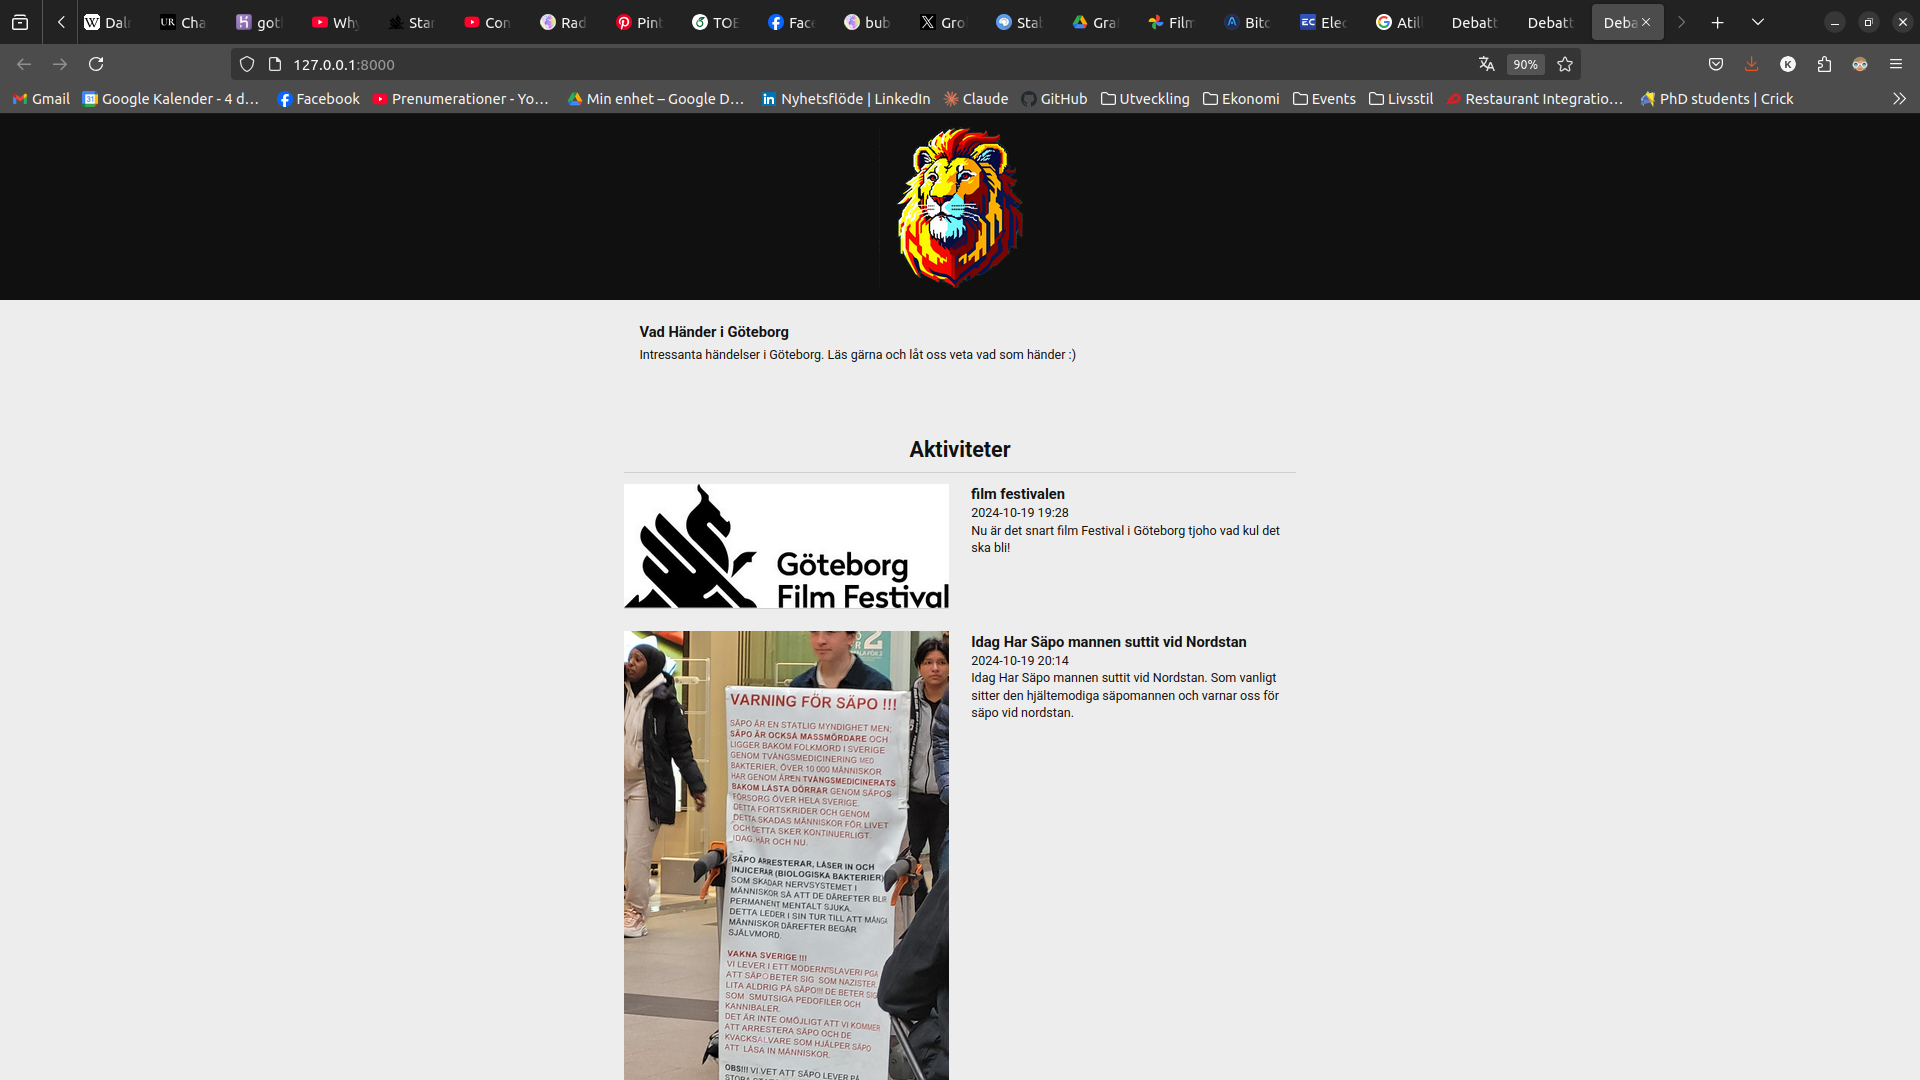 Daln
UR Cha
goth
Why
Star
Con
Rad
Pint
TOE
Face
bub
Gro
Stat
Gra
Film
Bitc
EC Elec
Atill
Debatt
Debatt
Deba
127.0.0.1:8000
90%
K
Gmail
31 Google Kalender - 4 d…
Facebook
Prenumerationer - Yo…
Min enhet – Google D…
in Nyhetsflöde | LinkedIn
Claude
GitHub
Utveckling
Ekonomi
Events
Livsstil
Restaurant Integratio…
PhD students | Crick
Vad Händer i Göteborg
Intressanta händelser i Göteborg. Läs gärna och låt oss veta vad som händer :)
Aktiviteter
Göteborg
Film Festival
film festivalen
2024-10-19 19:28
Nu är det snart film Festival i Göteborg tjoho vad kul det
ska bli!
Idag Har Säpo mannen suttit vid Nordstan
2024-10-19 20:14
Idag Har Säpo mannen suttit vid Nordstan. Som vanligt
sitter den hjältemodiga säpomannen och varnar oss för
säpo vid nordstan.
2
VARNING FÖR SÄPO !!!
SÄPO ÄR EN STATLIG MYNDIGHET MEN;
SÄPO ÄR OCKSÅ MASSMÖRDARE OCH
LIGGER BAKOM FOLKMORD I SVERIGE
GENOM TVÅNGSMEDICINERING MED
BAKTERIER, ÖVER 10 000 MÄNNISKOR
HAR GENOM ÅREN TVÅNGSMEDICINERATS
BAKOM LÅSTA DÖRRAR GENOM SÄPOS
FÖRSORG ÖVER HELA SVERIGE.
DETTA FORTSKRIDER OCH GENOM
DETTA SKADAS MÄNNISKOR FÖR LIVET
OCH DETTA SKER KONTINUERLIGT.
IDAG, HÄR OCH NU.
SÄPO ARRESTERAR, LÅSER IN OCH
INJICERAR (BIOLOGISKA BAKTERIER)
SOM SKADAR NERVSYSTEMET I
MÄNNISKOR SÅ ATT DE DÄREFTER BLIR
PERMANENT MENTALT SJUKA.
DETTA LEDER I SIN TUR TILL ATT MÅNGA
MÄNNISKOR DÄREFTER BEGÅR
SJÄLVMORD.
VAKNA SVERIGE !!!
VI LEVER I ETT MODERNT SLAVERI PGA
ATT SÄPO BETER SIG SOM NAZISTER
LITA ALDRIG PÅ SÄPO!!! DE BETER SIG
SOM SMUTSIGA PEDOFILER OCH
KANNIBALER.
DET ÄR INTE OMÖJLIGT ATT VI KOMMER
ATT ARRESTERA SÄPO OCH DE
KVACKSALVARE SOM HJÄLPER SÄPO
ATT LÅSA IN MÄNNISKOR.
OBS!!! VI VET ATT SÄPO LEVER PÅ